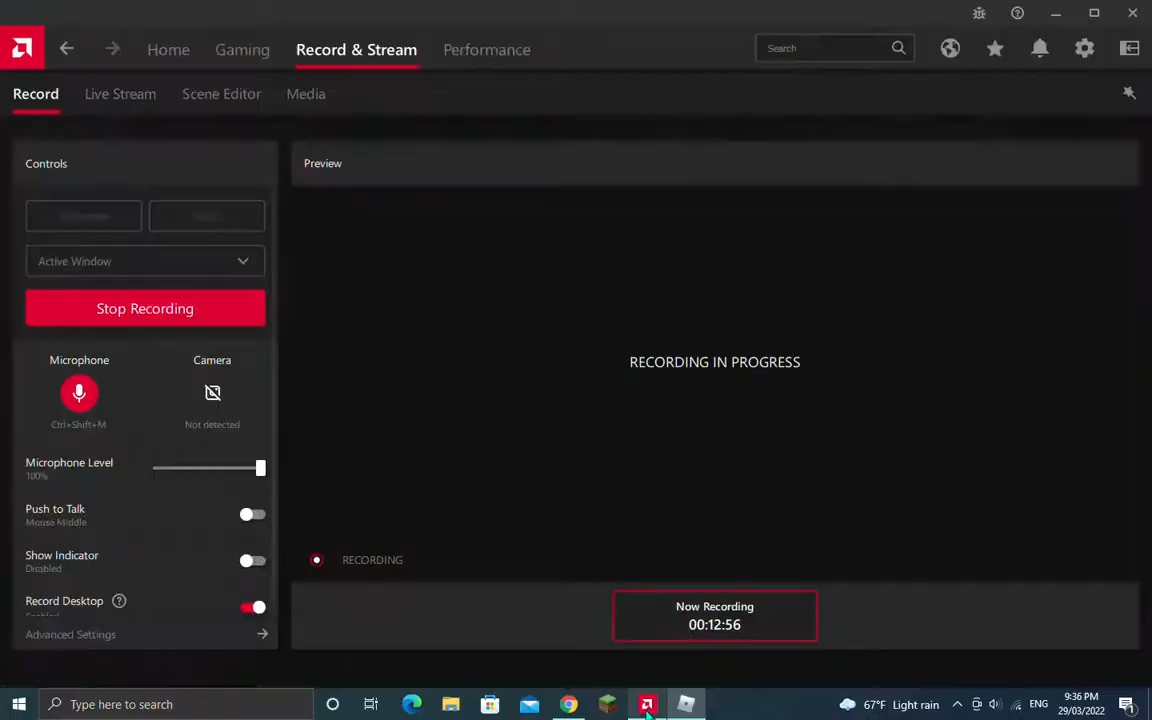 Home
Gaming
Record & Stream
Performance
Search
Record
Live Stream
Scene Editor
Media
Controls
Preview
Active Window
Stop Recording
Microphone
Camera
Ctrl+Shift+M
Not detected
Microphone Level
100%
Push to Talk
Mouse Middle
Show Indicator
Disabled
Record Desktop
Advanced Settings
RECORDING IN PROGRESS
RECORDING
Now Recording
00:12:56
Type here to search
67°F Light rain
ENG
9:36 PM
29/03/2022
1